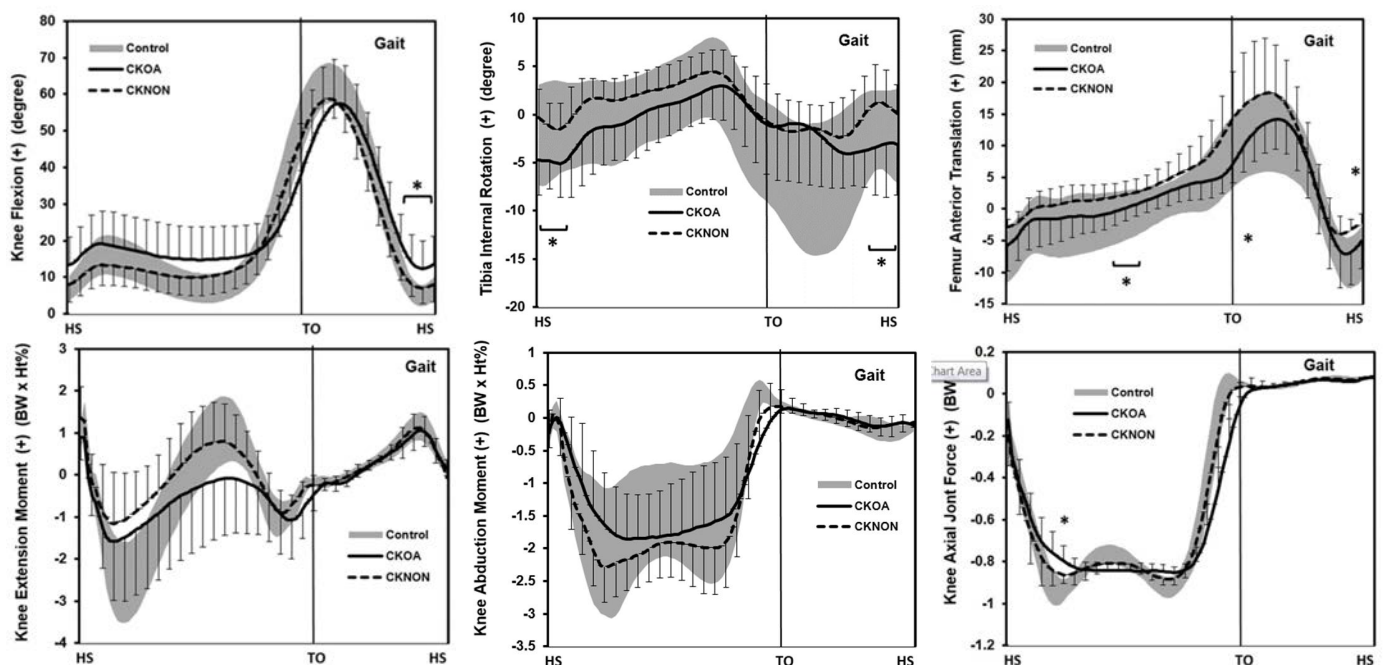 Knee Flexion (+) (degree)
90
80
70
60
50
40
30
20
10
0
Control
CKOA
CKNON
Gait
*
HS
TO
HS
Tibia Internal Rotation (+) (degree)
10
5
0
-5
-10
-15
-20
Gait
Control
CKOA
CKNON
*
*
HS
TO
HS
Femur Anterior Translation (+) (mm)
30
25
20
15
10
5
0
-5
-10
-15
Control
CKOA
CKNON
Gait
*
*
*
HS
TO
HS
Knee Extension Moment (+) (BW x Ht%)
3
2
1
0
-1
-2
-3
-4
Gait
Control
CKOA
CKNON
HS
TO
HS
Knee Abduction Moment (+) (BW x Ht%)
1
0.5
0
-0.5
-1
-1.5
-2
-2.5
-3
-3.5
Gait
Control
CKOA
CKNON
HS
TO
HS
Chart Area
Knee Axial Jont Force (+) (BW
0.2
0
-0.2
-0.4
-0.6
-0.8
-1
-1.2
Gait
Control
CKOA
CKNON
*
HS
TO
HS